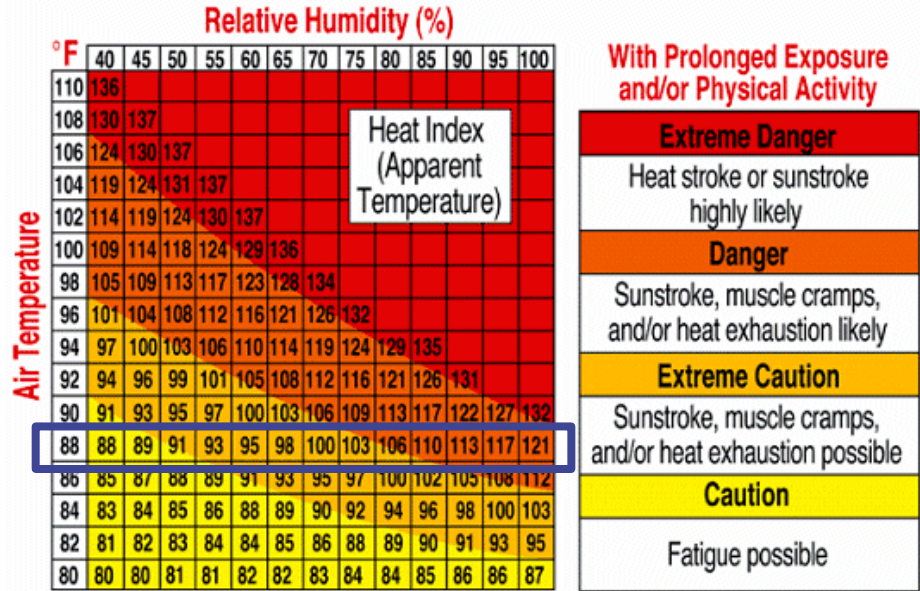 Relative Humidity (%)
°F 40 45 50 55 60 65 70 75 80 85 90 95 100
110 136
108 130 137
106 124 130 137
104 119 124 131 137
102 114 119 124 130 137
100 109 114 118 124 129 136
98 105 109 113 117 123 128 134
96 101 104 108 112 116 121 126 132
94 97 100 103 106 110 114 119 124 129 135
92 94 96 99 101 105 108 112 116 121 126 131
90 91 93 95 97 100 103 106 109 113 117 122 127 132
88 88 89 91 93 95 98 100 103 106 110 113 117 121
86 85 87 88 89 91 93 95 97 100 102 105 108 112
84 83 84 85 86 88 89 90 92 94 96 98 100 103
82 81 82 83 84 84 85 86 88 89 90 91 93 95
80 80 80 81 81 82 82 83 84 84 85 86 86 87
Air Temperature
Heat Index
(Apparent
Temperature)
With Prolonged Exposure
and/or Physical Activity
Extreme Danger
Heat stroke or sunstroke
highly likely
Danger
Sunstroke, muscle cramps,
and/or heat exhaustion likely
Extreme Caution
Sunstroke, muscle cramps,
and/or heat exhaustion possible
Caution
Fatigue possible